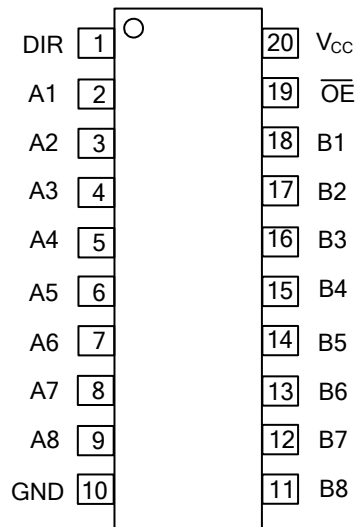 DIR 1 20 VCC
A1 2 19 OE
A2 3 18 B1
A3 4 17 B2
A4 5 16 B3
A5 6 15 B4
A6 7 14 B5
A7 8 13 B6
A8 9 12 B7
GND 10 11 B8